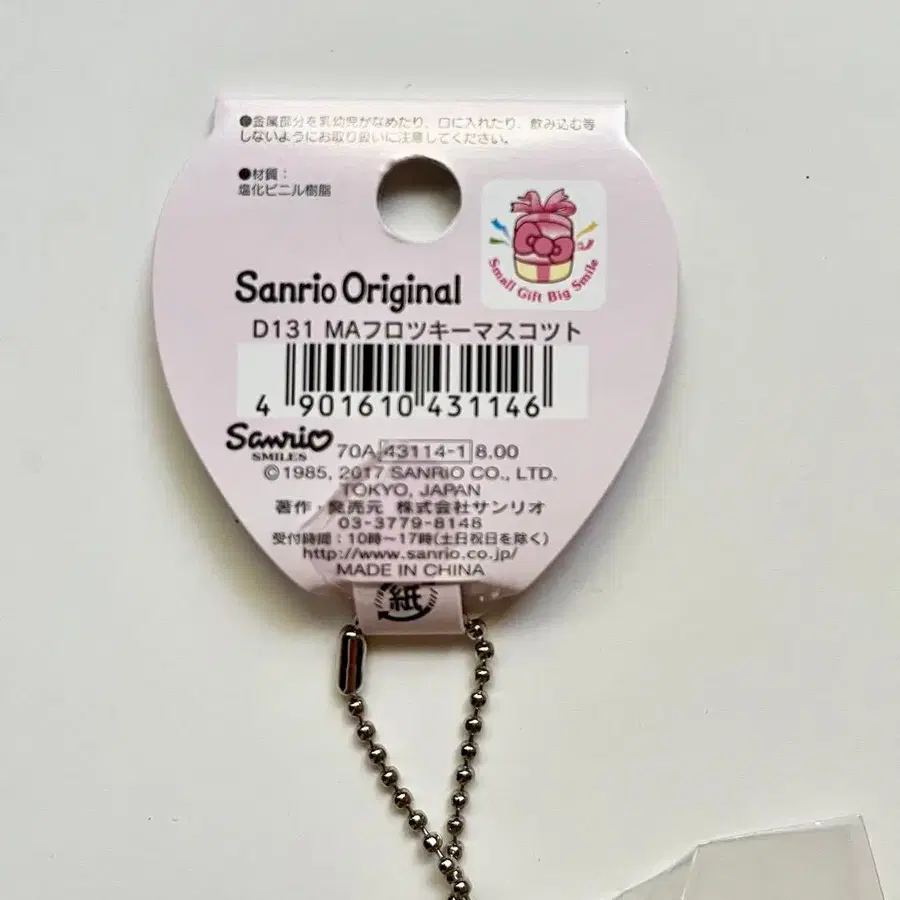 ●金属部分を乳幼児がなめたり、口に入れたり、飲み込む等
しないようにお取り扱いに注意してください。
●材質：
塩化ビニル樹脂
Small Gift Big Smile
Sanrio Original
D131 MAフロツキーマスコツト
4 901610 431146
Sanrio
SMILES
70A 43114-1 8.00
©1985, 2017 SANRIO CO., LTD.
TOKYO, JAPAN
著作・発売元 株式会社サンリオ
03-3779-8148
受付時間：10時〜17時(土日祝日を除く)
http://www.sanrio.co.jp/
MADE IN CHINA
紙